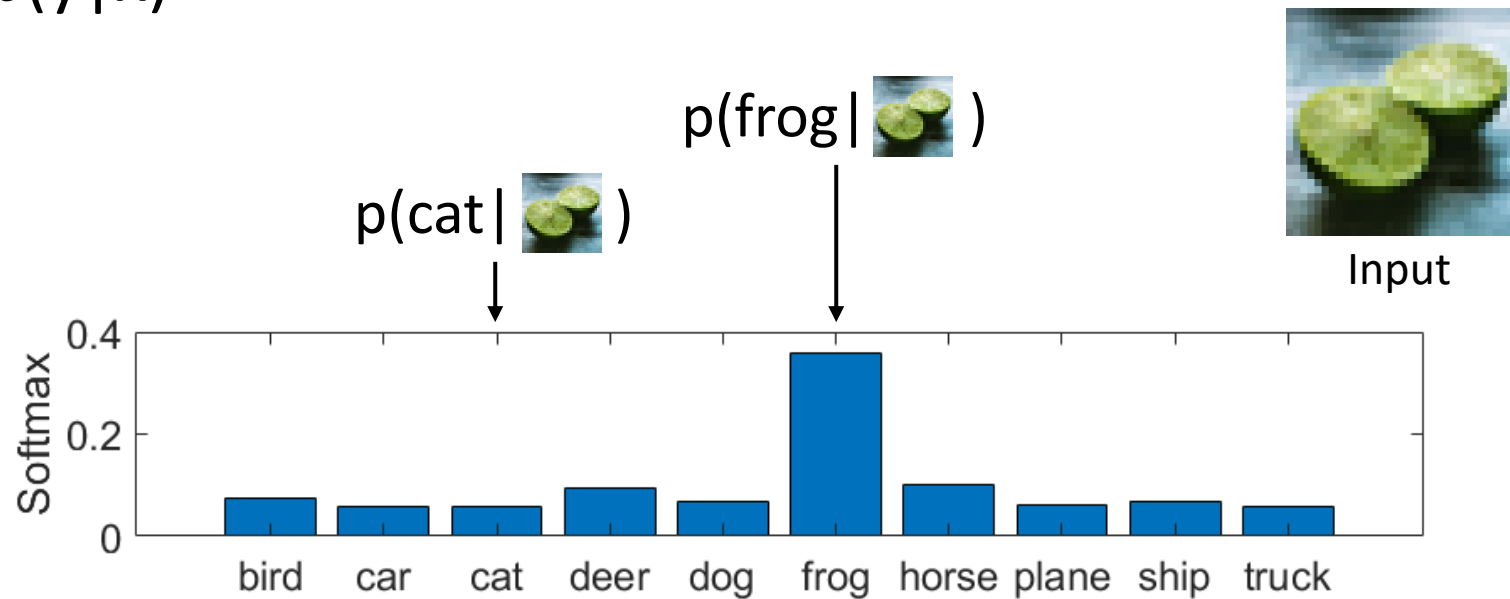 p(frog| )
p(cat| )
Input
Softmax
0.4
0.2
0
bird car cat deer dog frog horse plane ship truck